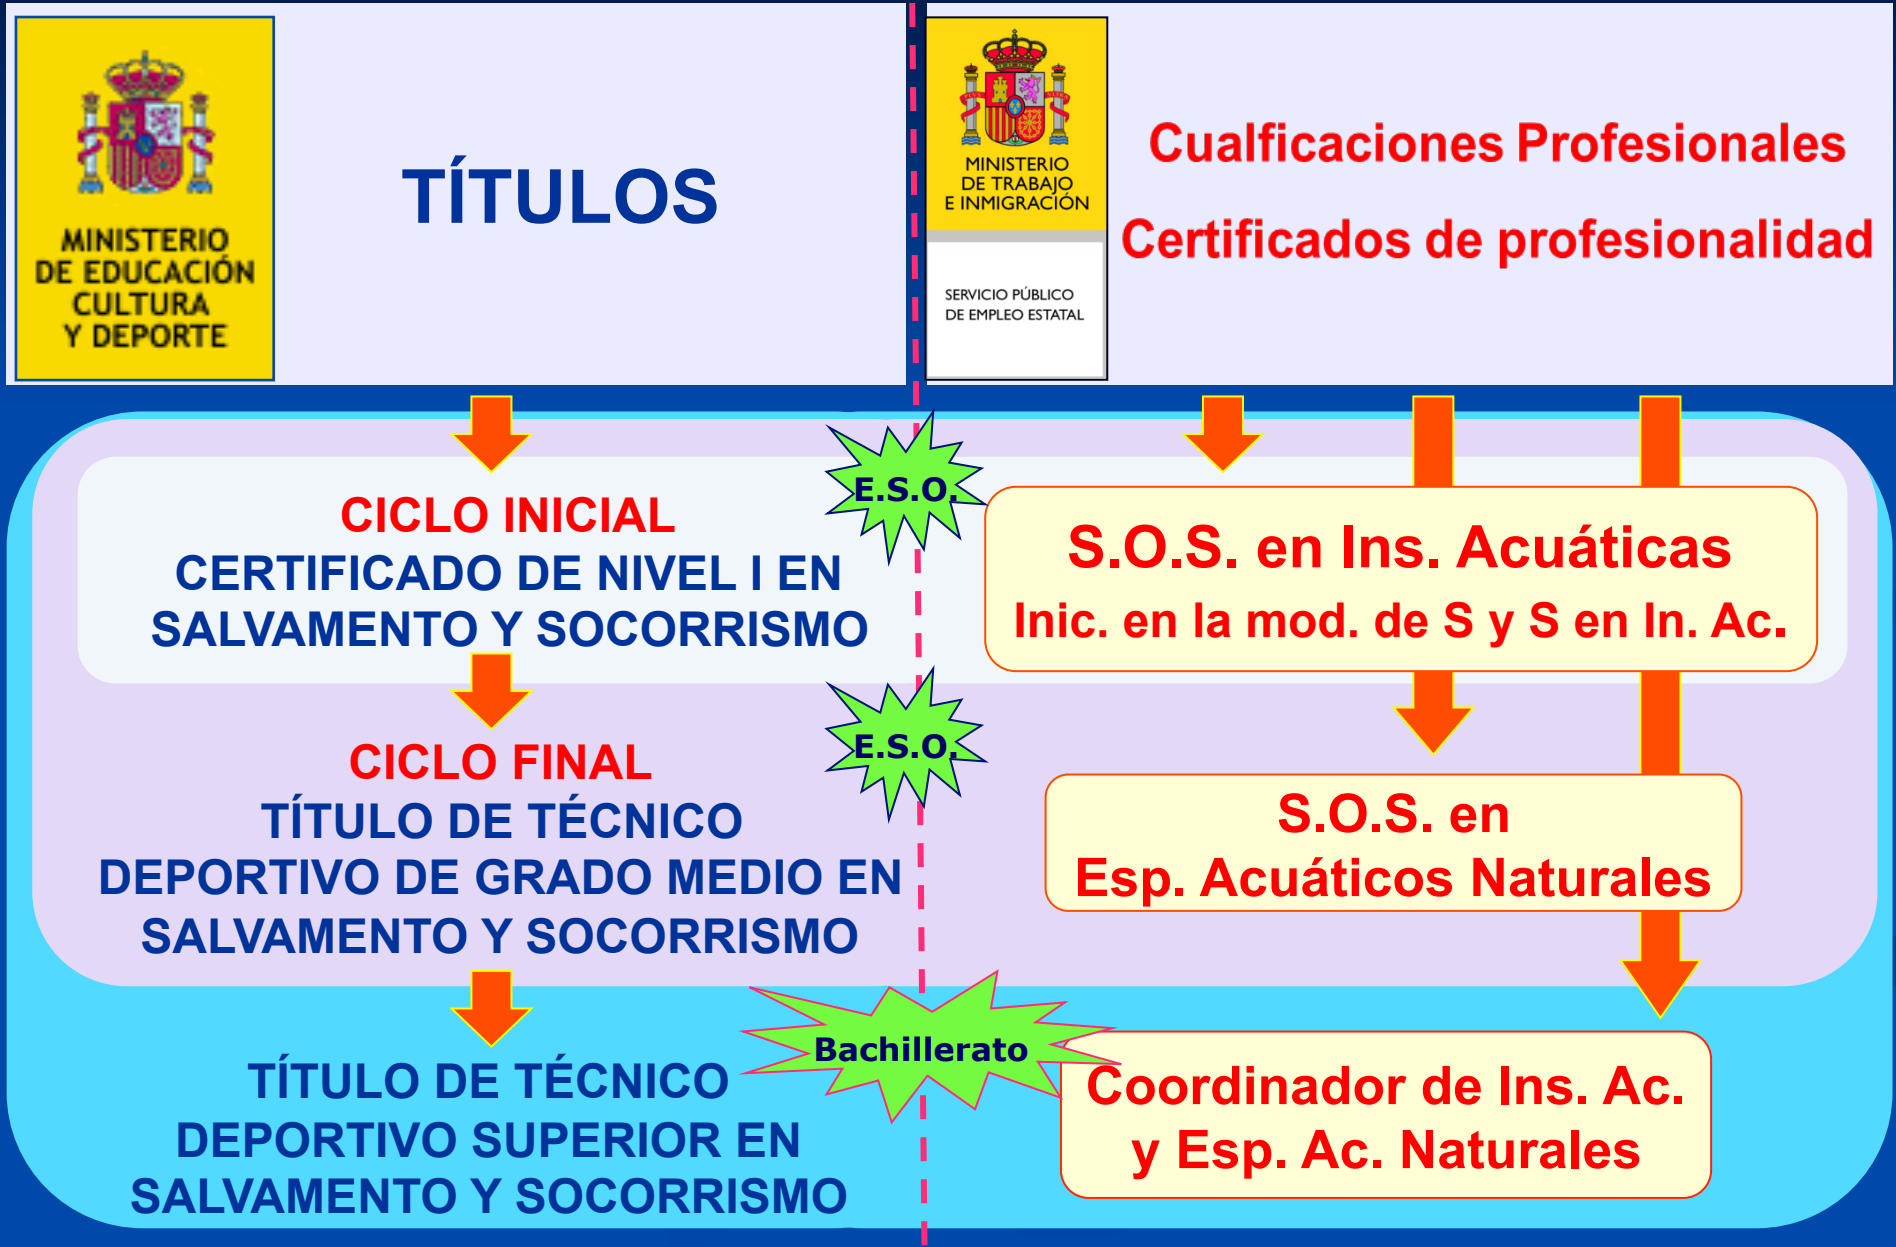 MINISTERIO
DE EDUCACIÓN
CULTURA
Y DEPORTE
TÍTULOS
MINISTERIO
DE TRABAJO
E INMIGRACIÓN
SERVICIO PÚBLICO
DE EMPLEO ESTATAL
Cualficaciones Profesionales
Certificados de profesionalidad
CICLO INICIAL
CERTIFICADO DE NIVEL I EN
SALVAMENTO Y SOCORRISMO
E.S.O.
S.O.S. en Ins. Acuáticas
Inic. en la mod. de S y S en In. Ac.
CICLO FINAL
TÍTULO DE TÉCNICO
DEPORTIVO DE GRADO MEDIO EN
SALVAMENTO Y SOCORRISMO
E.S.O.
S.O.S. en
Esp. Acuáticos Naturales
TÍTULO DE TÉCNICO
DEPORTIVO SUPERIOR EN
SALVAMENTO Y SOCORRISMO
Bachillerato
Coordinador de Ins. Ac.
y Esp. Ac. Naturales